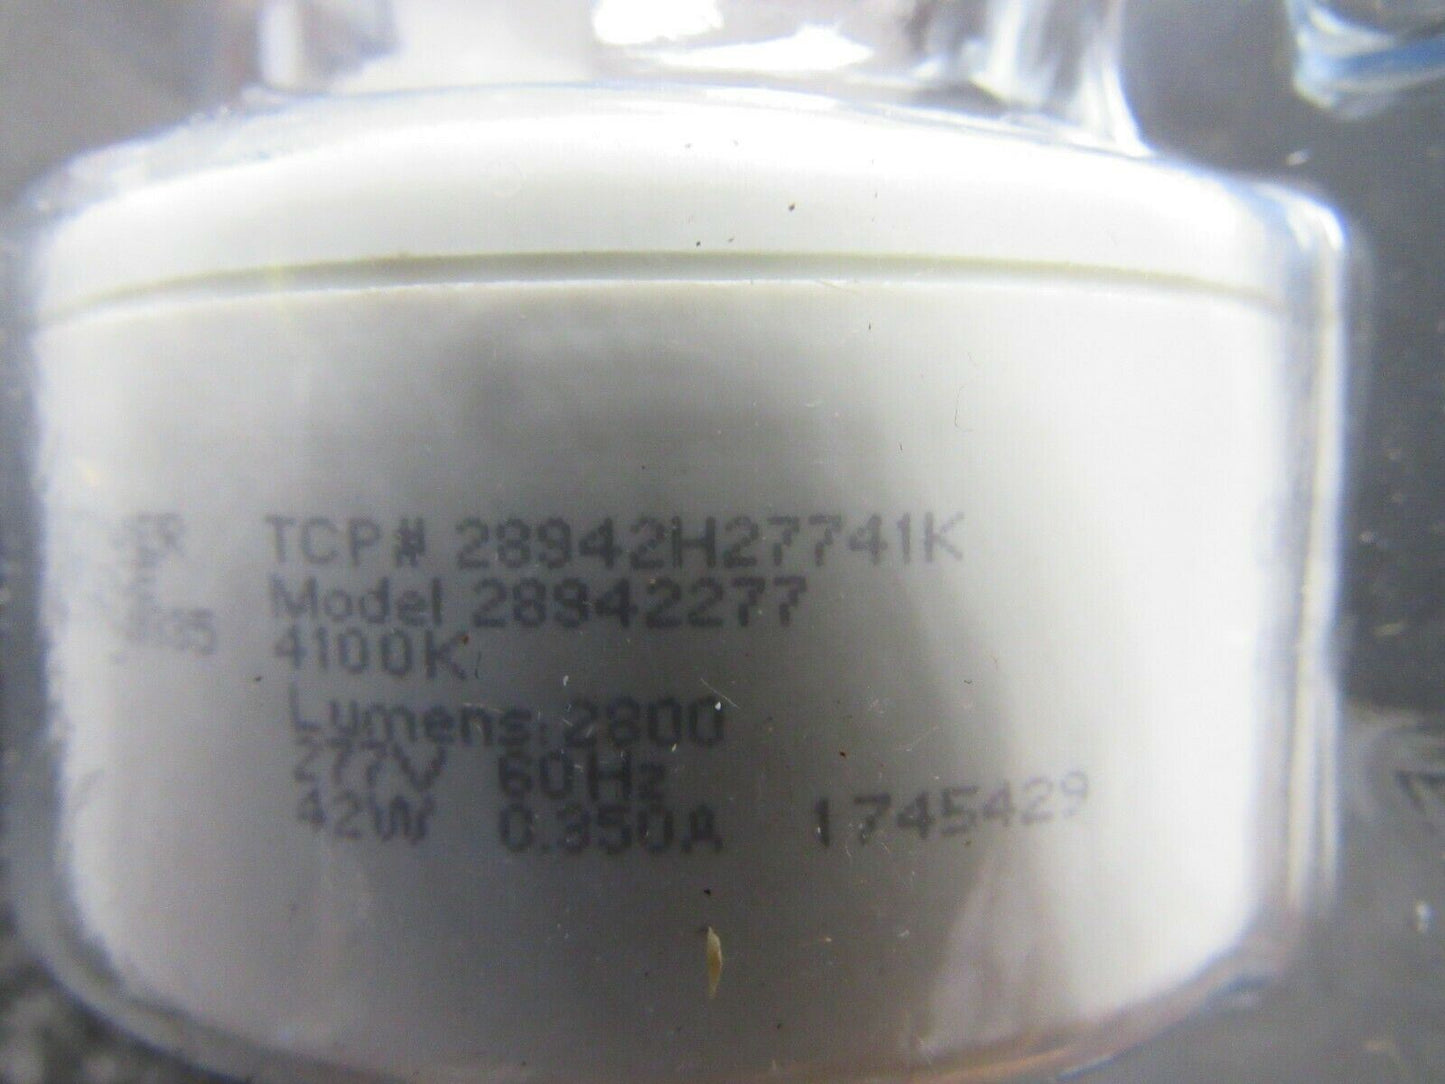 TCP# 28942H27741K
Model 28942277
4100K
Lumens: 2800
277V 60Hz
42W 0.350A 1745429